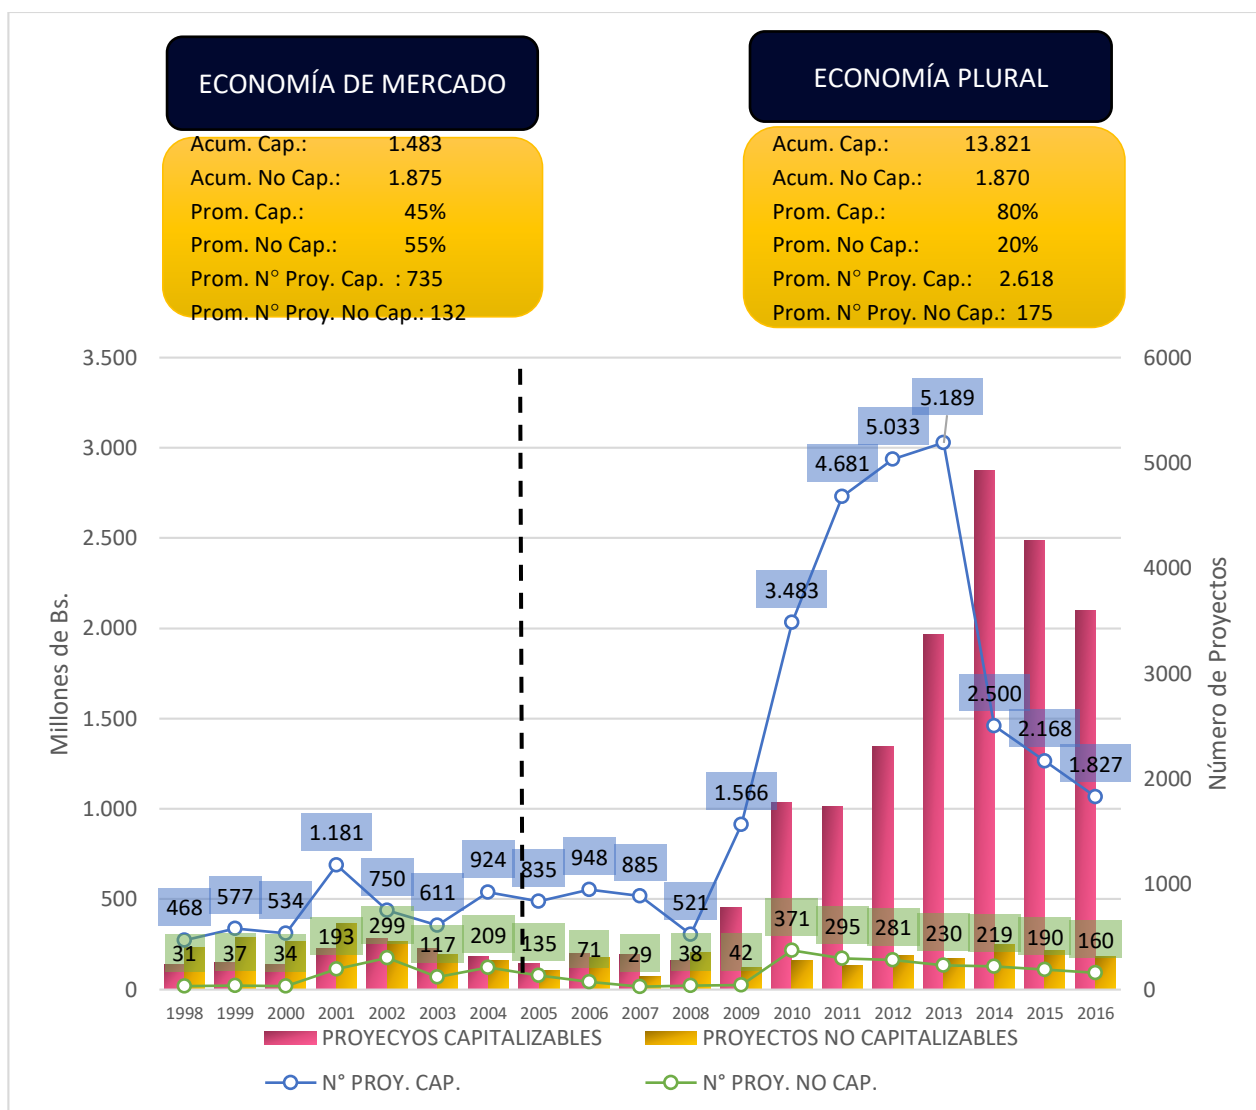 ECONOMÍA DE MERCADO
Acum. Cap.: 1.483
Acum. No Cap.: 1.875
Prom. Cap.: 45%
Prom. No Cap.: 55%
Prom. N° Proy. Cap. : 735
Prom. N° Proy. No Cap.: 132
ECONOMÍA PLURAL
Acum. Cap.: 13.821
Acum. No Cap.: 1.870
Prom. Cap.: 80%
Prom. No Cap.: 20%
Prom. N° Proy. Cap.: 2.618
Prom. N° Proy. No Cap.: 175
Millones de Bs.
3.500
3.000
2.500
2.000
1.500
1.000
500
0
468 577 534 1.181 750 611 924 835 948 885 521 1.566 3.483 4.681 5.033 5.189 2.500 2.168 1.827
31 37 34 193 299 117 209 135 71 29 38 42 371 295 281 230 219 190 160
6000
5000
4000
3000
2000
1000
0
Número de Proyectos
1998 1999 2000 2001 2002 2003 2004 2005 2006 2007 2008 2009 2010 2011 2012 2013 2014 2015 2016
PROYECYOS CAPITALIZABLES PROYECTOS NO CAPITALIZABLES
N° PROY. CAP. N° PROY. NO CAP.